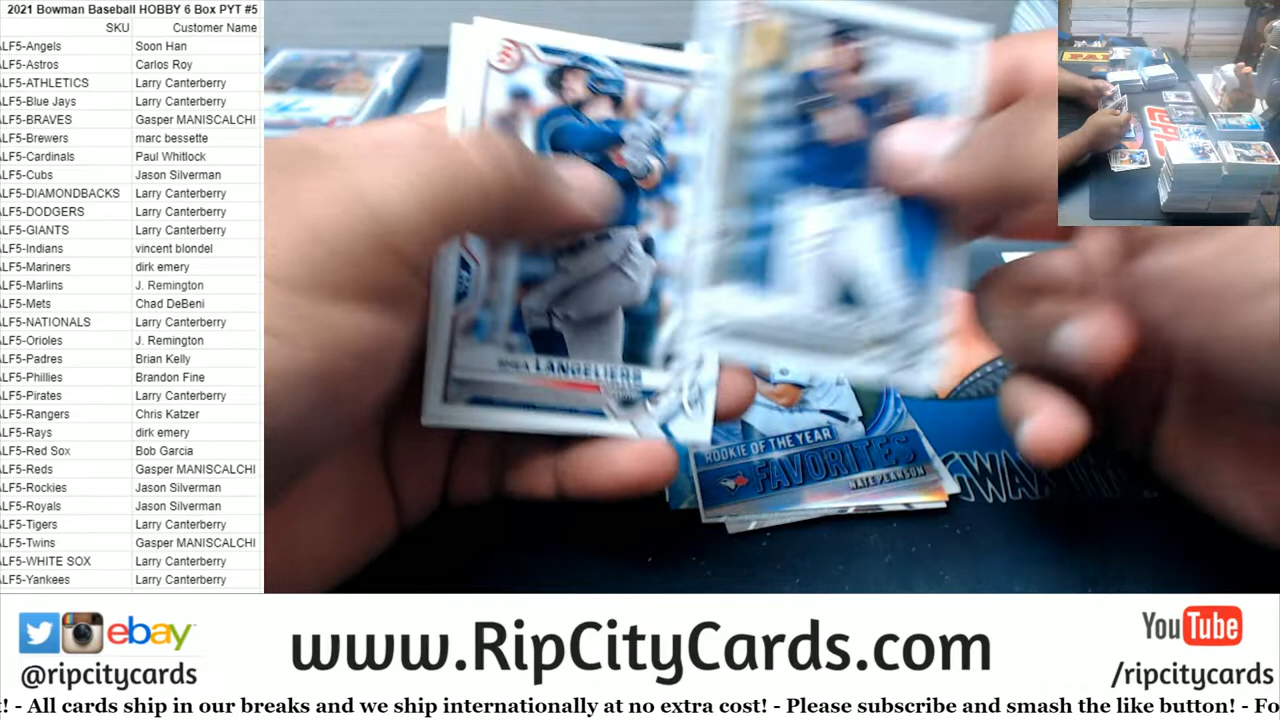 2021 Bowman Baseball HOBBY 6 Box PYT #5
SKU Customer Name
ALF5-Angels Soon Han
ALF5-Astros Carlos Roy
ALF5-ATHLETICS Larry Canterberry
ALF5-Blue Jays Larry Canterberry
ALF5-BRAVES Gasper MANISCALCHI
ALF5-Brewers marc bessette
ALF5-Cardinals Paul Whitlock
ALF5-Cubs Jason Silverman
ALF5-DIAMONDBACKS Larry Canterberry
ALF5-DODGERS Larry Canterberry
ALF5-GIANTS Larry Canterberry
ALF5-Indians vincent blondel
ALF5-Mariners dirk emery
ALF5-Marlins J. Remington
ALF5-Mets Chad DeBeni
ALF5-NATIONALS Larry Canterberry
ALF5-Orioles J. Remington
ALF5-Padres Brian Kelly
ALF5-Phillies Brandon Fine
ALF5-Pirates Larry Canterberry
ALF5-Rangers Chris Katzer
ALF5-Rays dirk emery
ALF5-Red Sox Bob Garcia
ALF5-Reds Gasper MANISCALCHI
ALF5-Rockies Jason Silverman
ALF5-Royals Jason Silverman
ALF5-Tigers Larry Canterberry
ALF5-Twins Gasper MANISCALCHI
ALF5-WHITE SOX Larry Canterberry
ALF5-Yankees Larry Canterberry
LANGELIERS
ROOKIE OF THE YEAR
FAVORITES
NATE PEARSON
ebay
@ripcitycards
www.RipCityCards.com
YouTube
/ripcitycards
! - All cards ship in our breaks and we ship internationally at no extra cost! - Please subscribe and smash the like button! - Fo